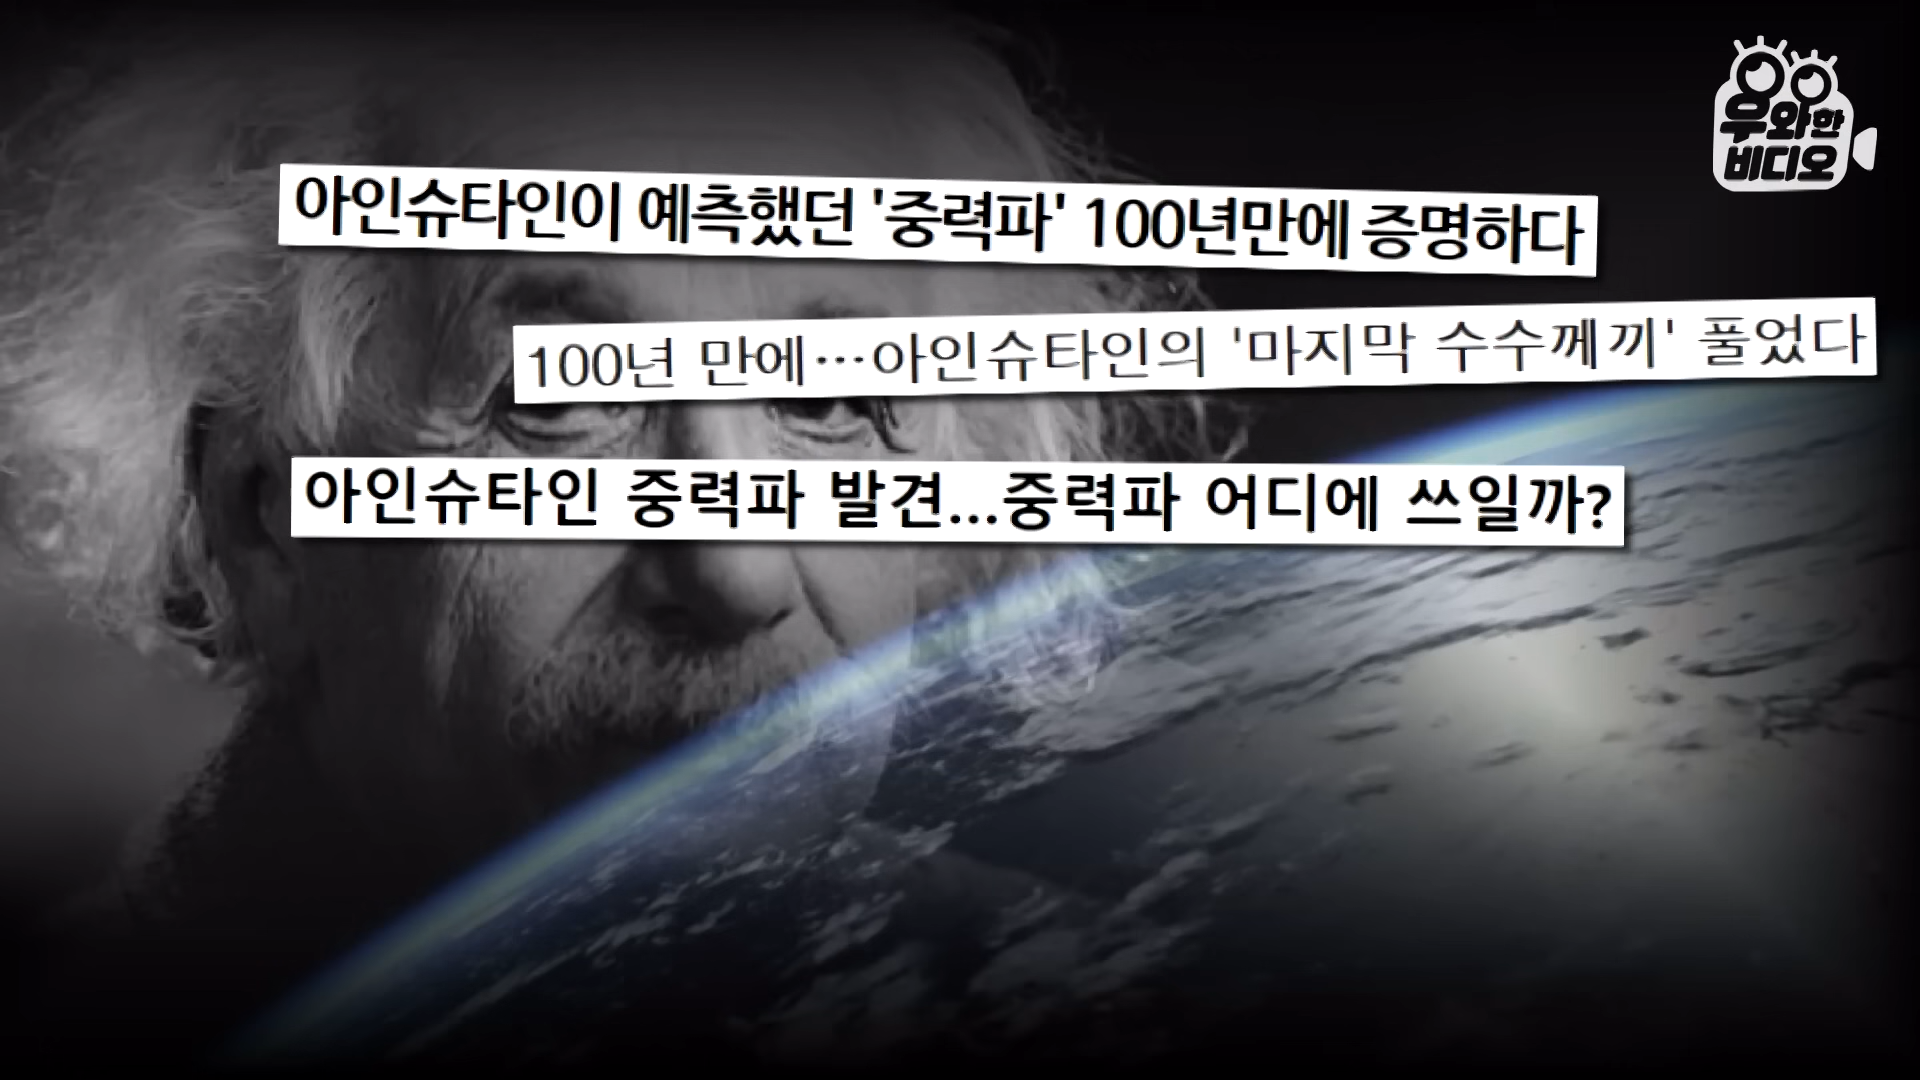 우와한
비디오
아인슈타인이 예측했던 '중력파' 100년만에 증명하다
100년 만에…아인슈타인의 '마지막 수수께끼' 풀었다
아인슈타인 중력파 발견...중력파 어디에 쓰일까?